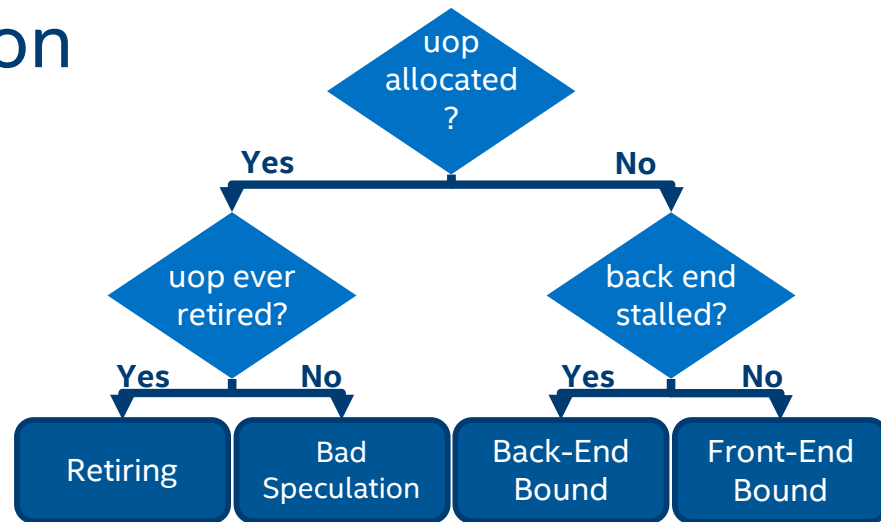 on
uop
allocated
?
Yes
No
uop ever
retired?
back end
stalled?
Yes
No
Yes
No
Retiring
Bad
Speculation
Back-End
Bound
Front-End
Bound